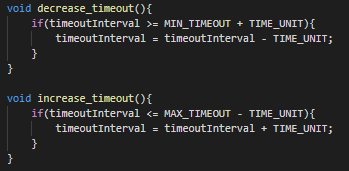 void decrease_timeout(){
    if(timeoutInterval >= MIN_TIMEOUT + TIME_UNIT){
        timeoutInterval = timeoutInterval - TIME_UNIT;
    }
}

void increase_timeout(){
    if(timeoutInterval <= MAX_TIMEOUT - TIME_UNIT){
        timeoutInterval = timeoutInterval + TIME_UNIT;
    }
}